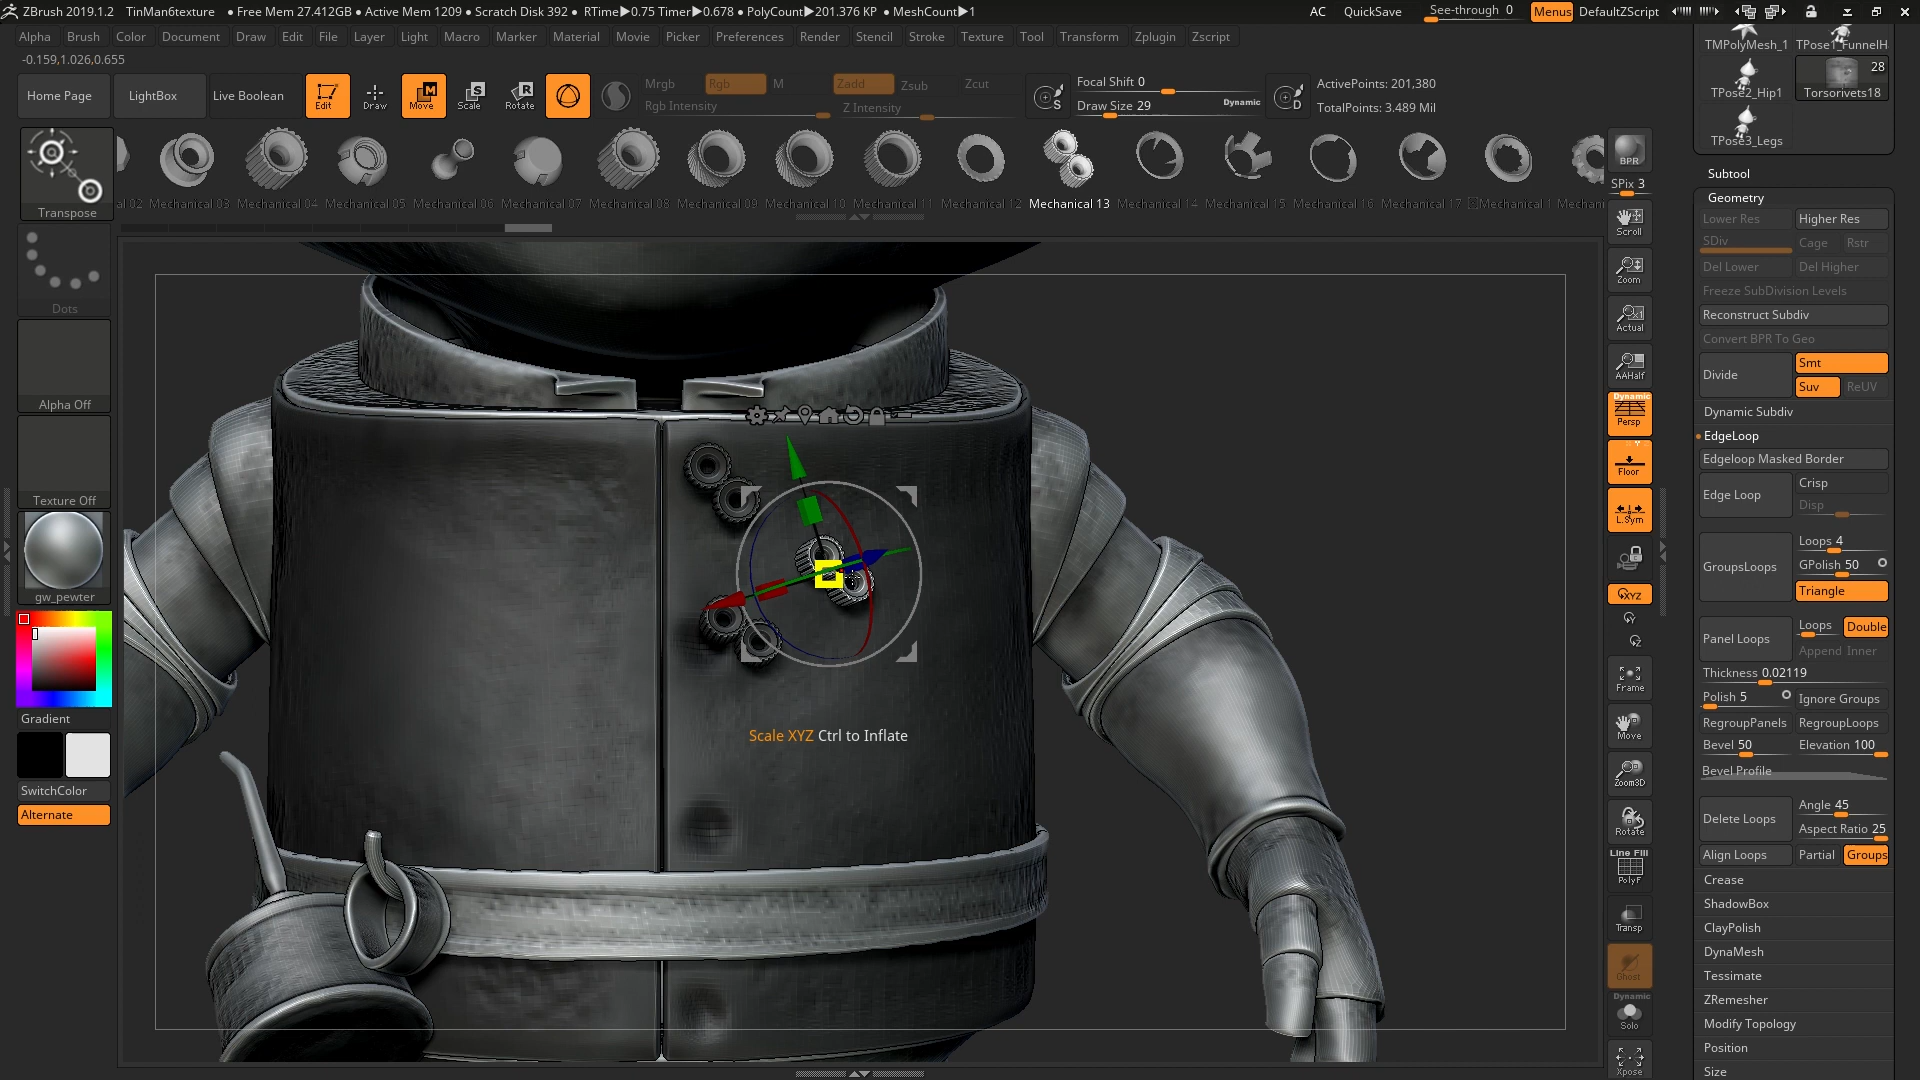 ZBrush 2019.1.2 TinMan6texture ● Free Mem 27.412GB ● Active Mem 1209 ● Scratch Disk 392 ● RTime▶0.75 Timer▶0.678 ● PolyCount▶201.376 KP ● MeshCount▶1 AC QuickSave See-through 0 Menus DefaultZScript
Alpha Brush Color Document Draw Edit File Layer Light Macro Marker Material Movie Picker Preferences Render Stencil Stroke Texture Tool Transform Zplugin Zscript
-0.159,1.026,0.655
Home Page LightBox Live Boolean Edit Draw Move Scale Rotate
Mrgb Rgb M Zadd Zsub Zcut
Rgb Intensity Z Intensity
Focal Shift 0
Draw Size 29 Dynamic
ActivePoints: 201,380
TotalPoints: 3.489 Mil
Transpose
al 02 Mechanical 03 Mechanical 04 Mechanical 05 Mechanical 06 Mechanical 07 Mechanical 08 Mechanical 09 Mechanical 10 Mechanical 11 Mechanical 12 Mechanical 13 Mechanical 14 Mechanical 15 Mechanical 16 Mechanical 17 Mechanical 1 Mechani
Dots
Alpha Off
Texture Off
gw_pewter
Gradient
SwitchColor
Alternate
Scale XYZ Ctrl to Inflate
BPR
SPix 3
Scroll
Zoom
Actual
AAHalf
Dynamic
Persp
Floor
L.Sym
XYZ
Frame
Move
Zoom3D
Rotate
Line Fill
PolyF
Transp
Ghost
Dynamic
Solo
Xpose
TMPolyMesh_1 TPose1_FunnelH
28
TPose2_Hip1 Torsorivets18
TPose3_Legs
Subtool
Geometry
Lower Res Higher Res
SDiv Cage Rstr
Del Lower Del Higher
Freeze SubDivision Levels
Reconstruct Subdiv
Convert BPR To Geo
Divide Smt
Suv ReUV
Dynamic Subdiv
EdgeLoop
Edgeloop Masked Border
Edge Loop Crisp
Disp
GroupsLoops Loops 4
GPolish 50
Triangle
Panel Loops Loops Double
Append Inner
Thickness 0.02119
Polish 5 Ignore Groups
RegroupPanels RegroupLoops
Bevel 50 Elevation 100
Bevel Profile
Delete Loops Angle 45
Aspect Ratio 25
Align Loops Partial Groups
Crease
ShadowBox
ClayPolish
DynaMesh
Tessimate
ZRemesher
Modify Topology
Position
Size